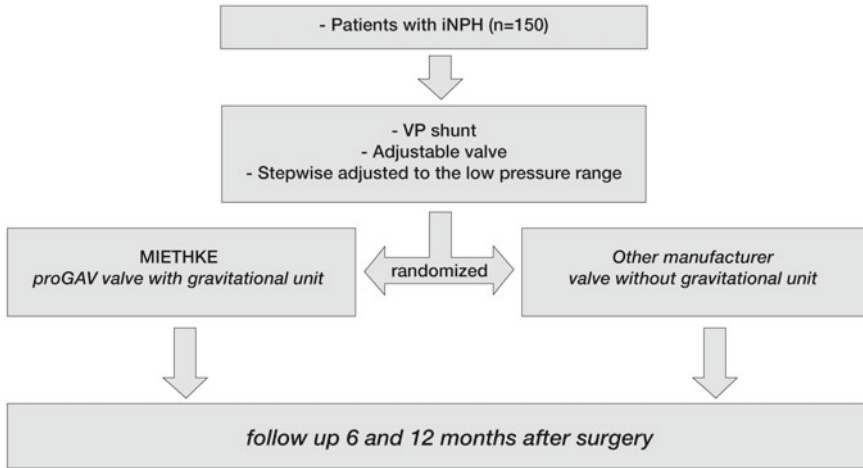 - Patients with iNPH (n=150)
- VP shunt
- Adjustable valve
- Stepwise adjusted to the low pressure range
MIETHKE
proGAV valve with gravitational unit
randomized
Other manufacturer
valve without gravitational unit
follow up 6 and 12 months after surgery